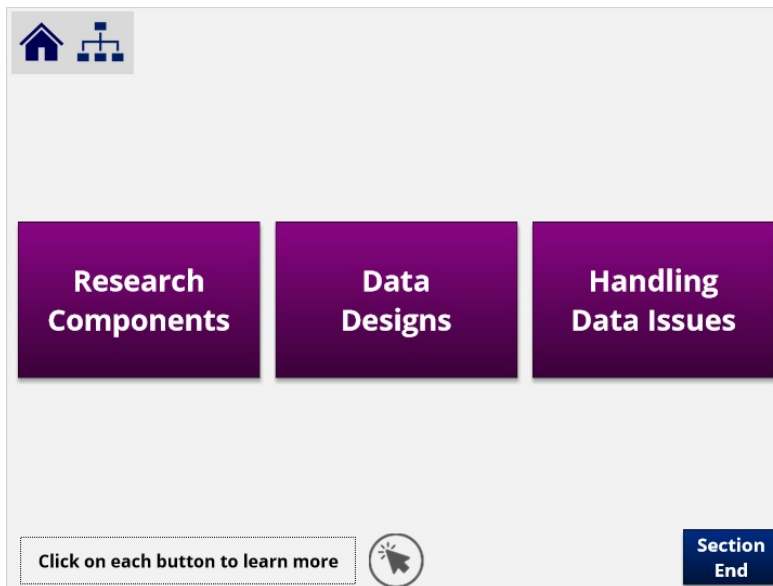 Research
Components
Data
Designs
Handling
Data Issues
Click on each button to learn more
Section
End